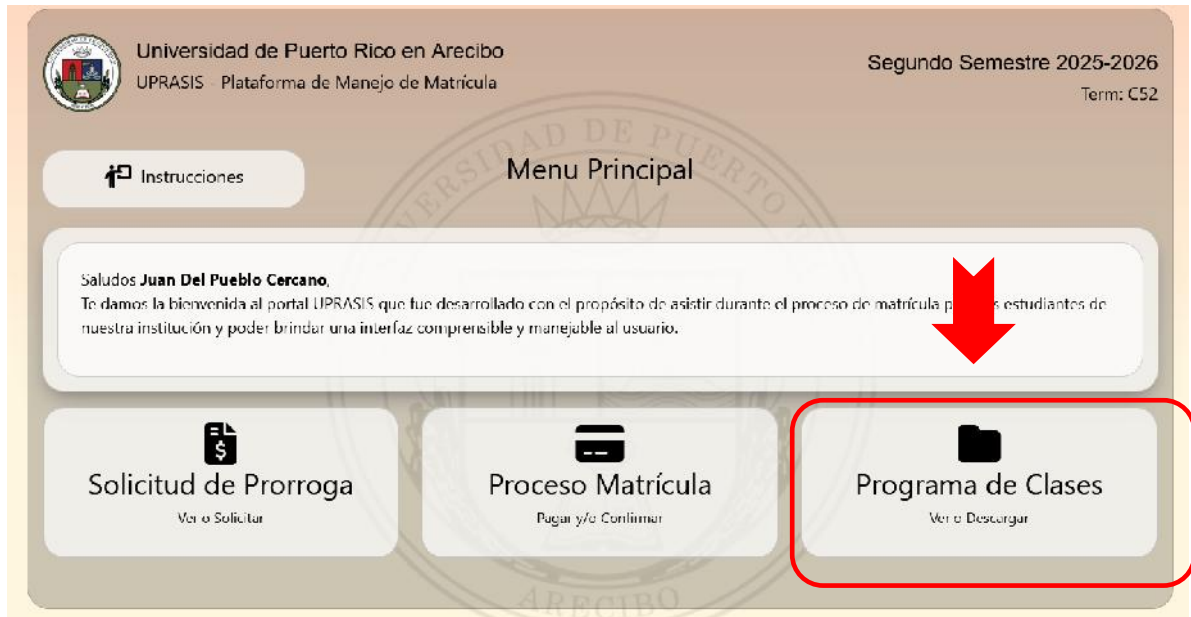 Universidad de Puerto Rico en Arecibo
UPRASIS - Plataforma de Manejo de Matrícula
Segundo Semestre 2025-2026
Term: C52
Instrucciones
Menu Principal
Saludos Juan Del Pueblo Cercano,
Te damos la bienvenida al portal UPRASIS que fue desarrollado con el propósito de asistir durante el proceso de matrícula estudiantes de
nuestra institución y poder brindar una interfaz comprensible y manejable al usuario.
Solicitud de Prorroga
Ver o Solicitar
Proceso Matrícula
Pagar y/o Confirmar
Programa de Clases
Ver o Descargar
ARECIBO